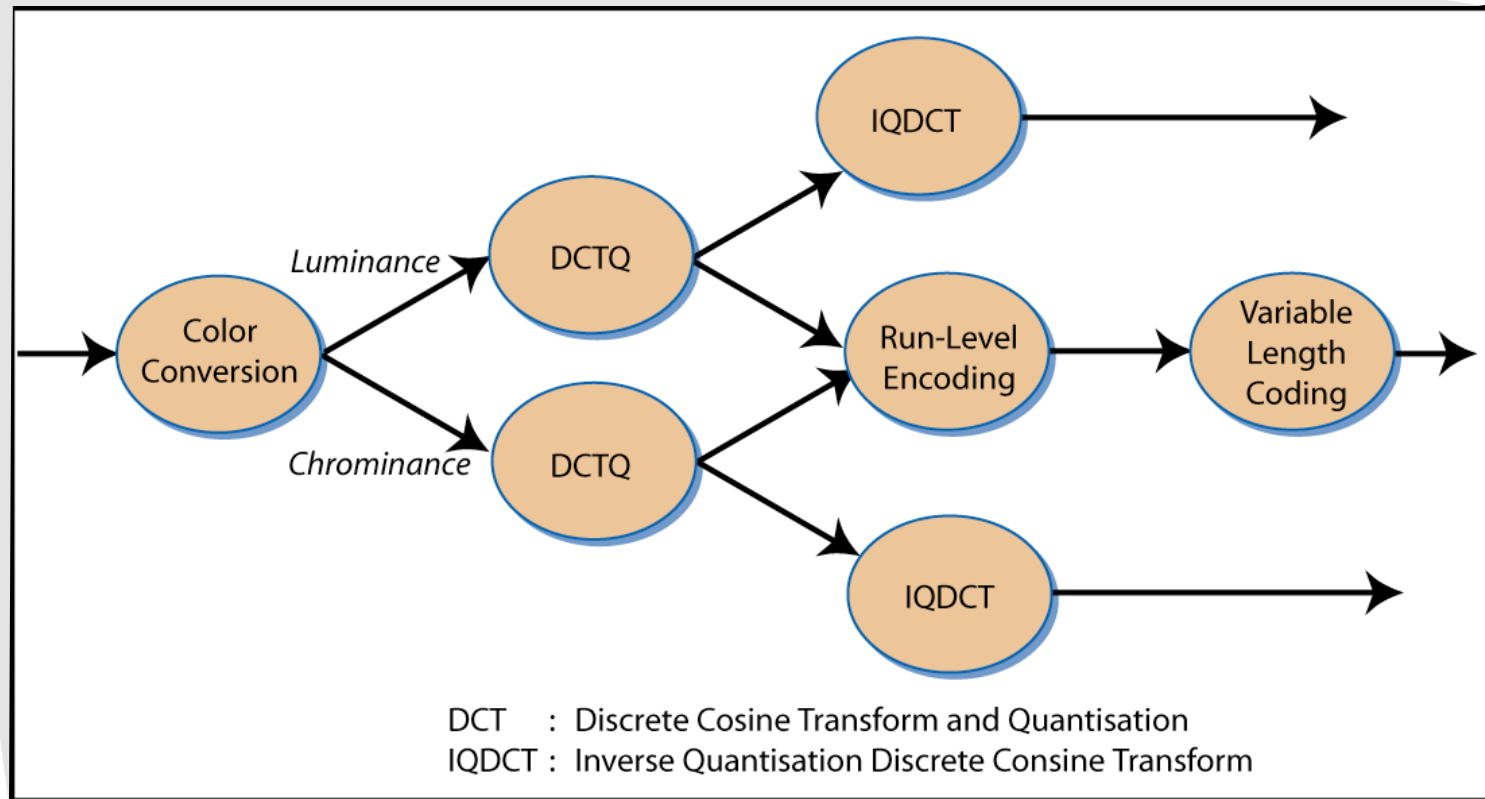 IQDCT
Luminance
DCTQ
Color
Conversion
Run-Level
Encoding
Variable
Length
Coding
Chrominance
DCTQ
IQDCT
DCT : Discrete Cosine Transform and Quantisation
IQDCT : Inverse Quantisation Discrete Consine Transform